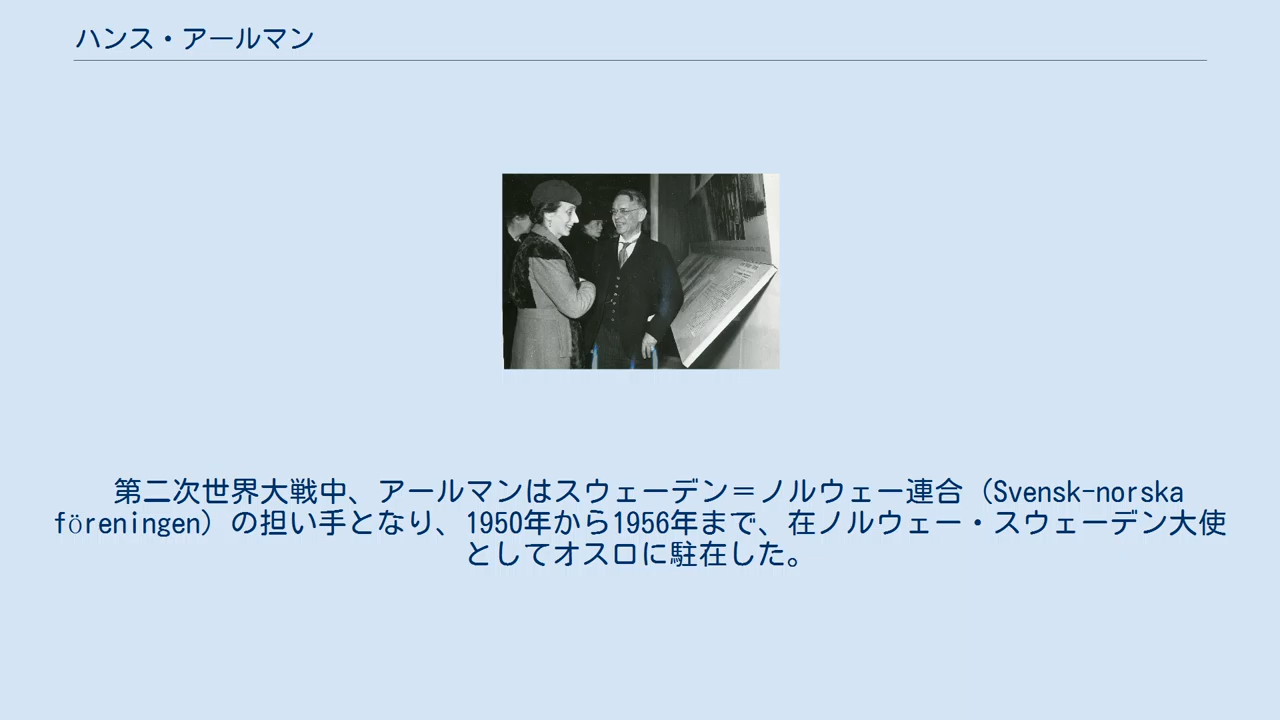 ハンス・アールマン
第二次世界大戦中、アールマンはスウェーデン＝ノルウェー連合（Svensk-norska
föreningen）の担い手となり、1950年から1956年まで、在ノルウェー・スウェーデン大使
としてオスロに駐在した。